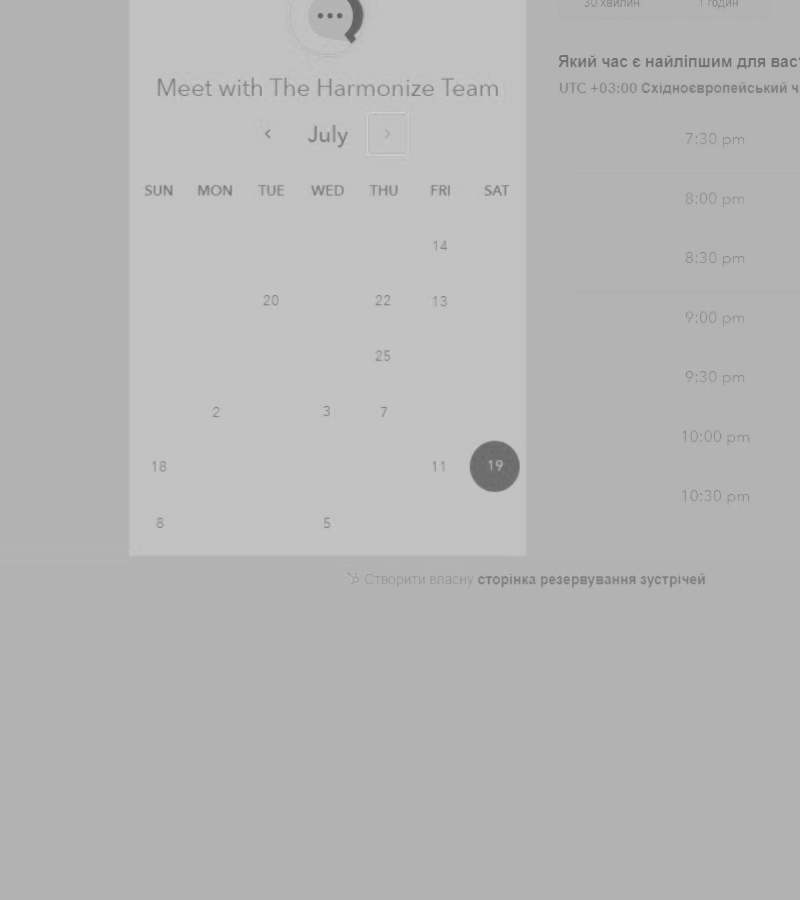 30 хвилин 1 годин
Meet with The Harmonize Team
July
SUN MON TUE WED THU FRI SAT
14
20 22 13
25
2 3 7
18 11 19
8 5
Який час є найліпшим для вас?
UTC +03:00 Східноєвропейський ч
7:30 pm
8:00 pm
8:30 pm
9:00 pm
9:30 pm
10:00 pm
10:30 pm
Створити власну сторінка резервування зустрічей